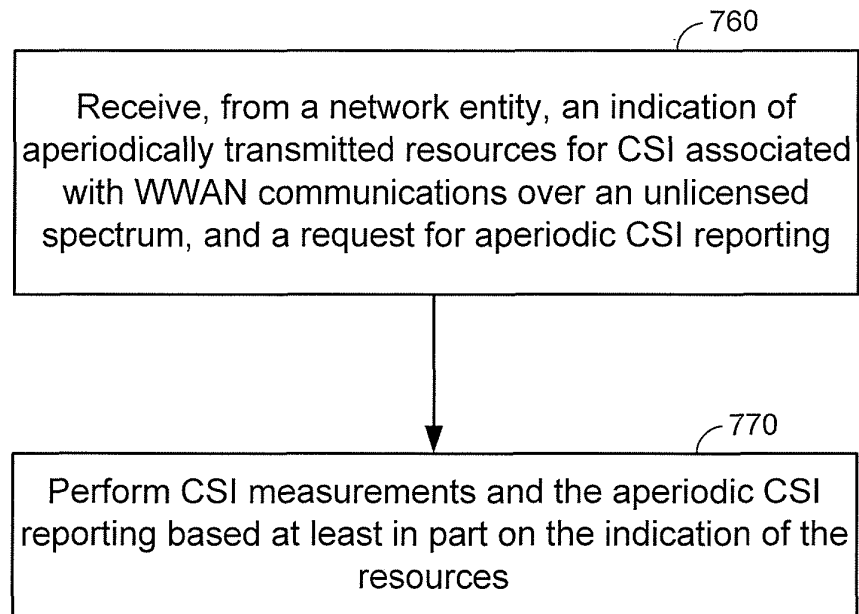 760
Receive, from a network entity, an indication of
aperiodically transmitted resources for CSI associated
with WWAN communications over an unlicensed
spectrum, and a request for aperiodic CSI reporting
770
Perform CSI measurements and the aperiodic CSI
reporting based at least in part on the indication of the
resources